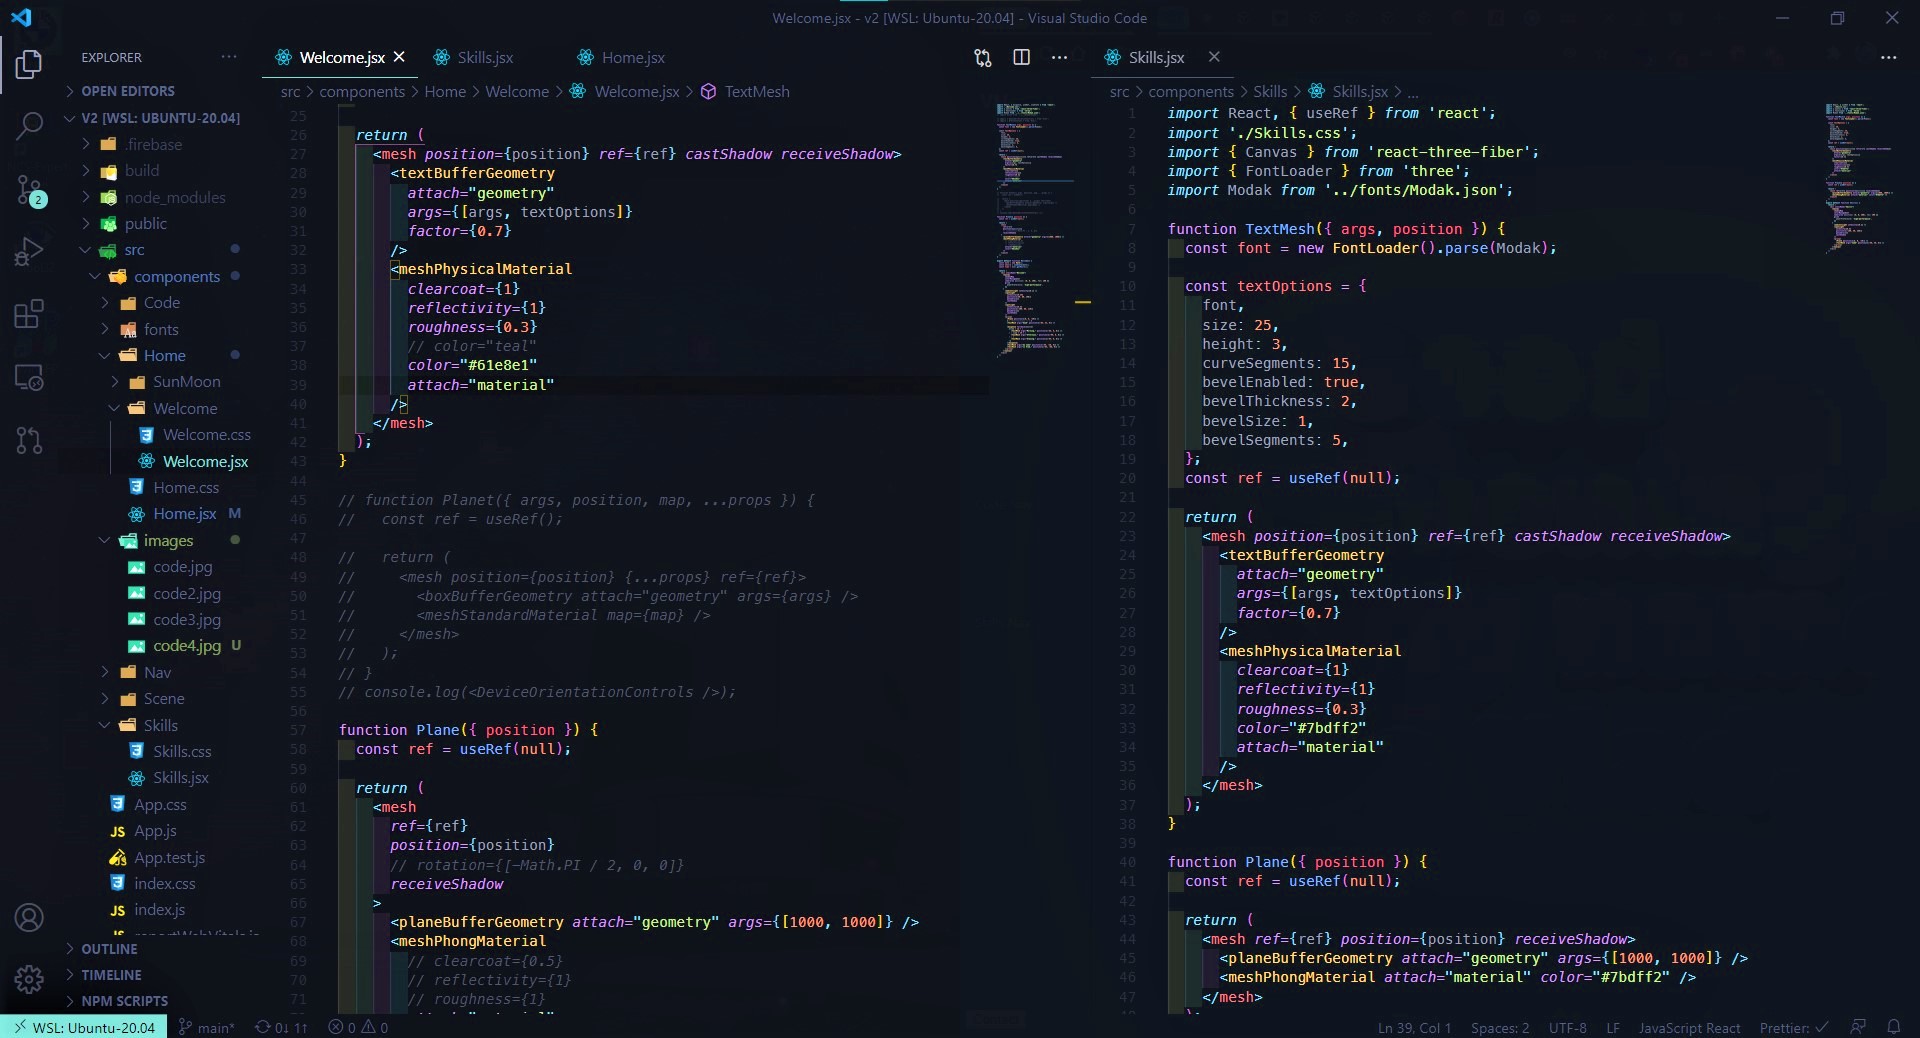 Welcome.jsx - v2 [WSL: Ubuntu-20.04] - Visual Studio Code
EXPLORER
OPEN EDITORS
V2 [WSL: UBUNTU-20.04]
.firebase
build
node_modules
public
src
components
Code
fonts
Home
SunMoon
Welcome
Welcome.css
Welcome.jsx
Home.css
Home.jsx M
images
code.jpg
code2.jpg
code3.jpg
code4.jpg U
Nav
Scene
Skills
Skills.css
Skills.jsx
App.css
App.js
App.test.js
index.css
index.js
OUTLINE
TIMELINE
NPM SCRIPTS
2
Welcome.jsx Skills.jsx Home.jsx
src > components > Home > Welcome > Welcome.jsx > TextMesh
25
26 return (
27 <mesh position={position} ref={ref} castShadow receiveShadow>
28 <textBufferGeometry
29 attach="geometry"
30 args={[args, textOptions]}
31 factor={0.7}
32 />
33 <meshPhysicalMaterial
34 clearcoat={1}
35 reflectivity={1}
36 roughness={0.3}
37 // color="teal"
38 color="#61e8e1"
39 attach="material"
40 />
41 </mesh>
42 );
43 }
44
45 // function Planet({ args, position, map, ...props }) {
46 //   const ref = useRef();
47
48 //   return (
49 //     <mesh position={position} {...props} ref={ref}>
50 //       <boxBufferGeometry attach="geometry" args={args} />
51 //       <meshStandardMaterial map={map} />
52 //     </mesh>
53 //   );
54 // }
55 // console.log(<DeviceOrientationControls />);
56
57 function Plane({ position }) {
58 const ref = useRef(null);
59
60 return (
61 <mesh
62 ref={ref}
63 position={position}
64 // rotation={[-Math.PI / 2, 0, 0]}
65 receiveShadow
66 >
67 <planeBufferGeometry attach="geometry" args={[1000, 1000]} />
68 <meshPhongMaterial
69 // clearcoat={0.5}
70 // reflectivity={1}
71 // roughness={1}
Skills.jsx
src > components > Skills > Skills.jsx > ...
1 import React, { useRef } from 'react';
2 import './Skills.css';
3 import { Canvas } from 'react-three-fiber';
4 import { FontLoader } from 'three';
5 import Modak from '../fonts/Modak.json';
6
7 function TextMesh({ args, position }) {
8 const font = new FontLoader().parse(Modak);
9
10 const textOptions = {
11 font,
12 size: 25,
13 height: 3,
14 curveSegments: 15,
15 bevelEnabled: true,
16 bevelThickness: 2,
17 bevelSize: 1,
18 bevelSegments: 5,
19 };
20 const ref = useRef(null);
21
22 return (
23 <mesh position={position} ref={ref} castShadow receiveShadow>
24 <textBufferGeometry
25 attach="geometry"
26 args={[args, textOptions]}
27 factor={0.7}
28 />
29 <meshPhysicalMaterial
30 clearcoat={1}
31 reflectivity={1}
32 roughness={0.3}
33 color="#7bdff2"
34 attach="material"
35 />
36 </mesh>
37 );
38 }
39
40 function Plane({ position }) {
41 const ref = useRef(null);
42
43 return (
44 <mesh ref={ref} position={position} receiveShadow>
45 <planeBufferGeometry attach="geometry" args={[1000, 1000]} />
46 <meshPhongMaterial attach="material" color="#7bdff2" />
47 </mesh>
WSL: Ubuntu-20.04 main* 0↓ 1↑ 0 0 Ln 39, Col 1 Spaces: 2 UTF-8 LF JavaScript React Prettier: ✓